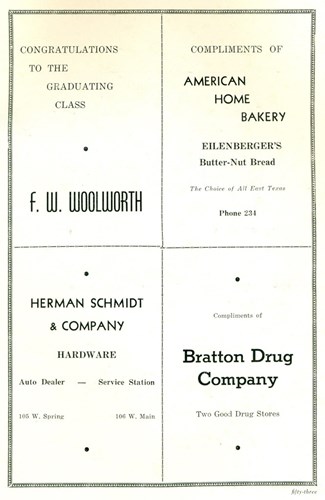 CONGRATULATIONS
TO THE
GRADUATING
CLASS
F. W. WOOLWORTH
COMPLIMENTS OF
AMERICAN
HOME
BAKERY
EILENBERGER'S
Butter-Nut Bread
The Choice of All East Texas
Phone 234
HERMAN SCHMIDT
& COMPANY
HARDWARE
Auto Dealer — Service Station
105 W. Spring 106 W. Main
Compliments of
Bratton Drug
Company
Two Good Drug Stores
fifty-three